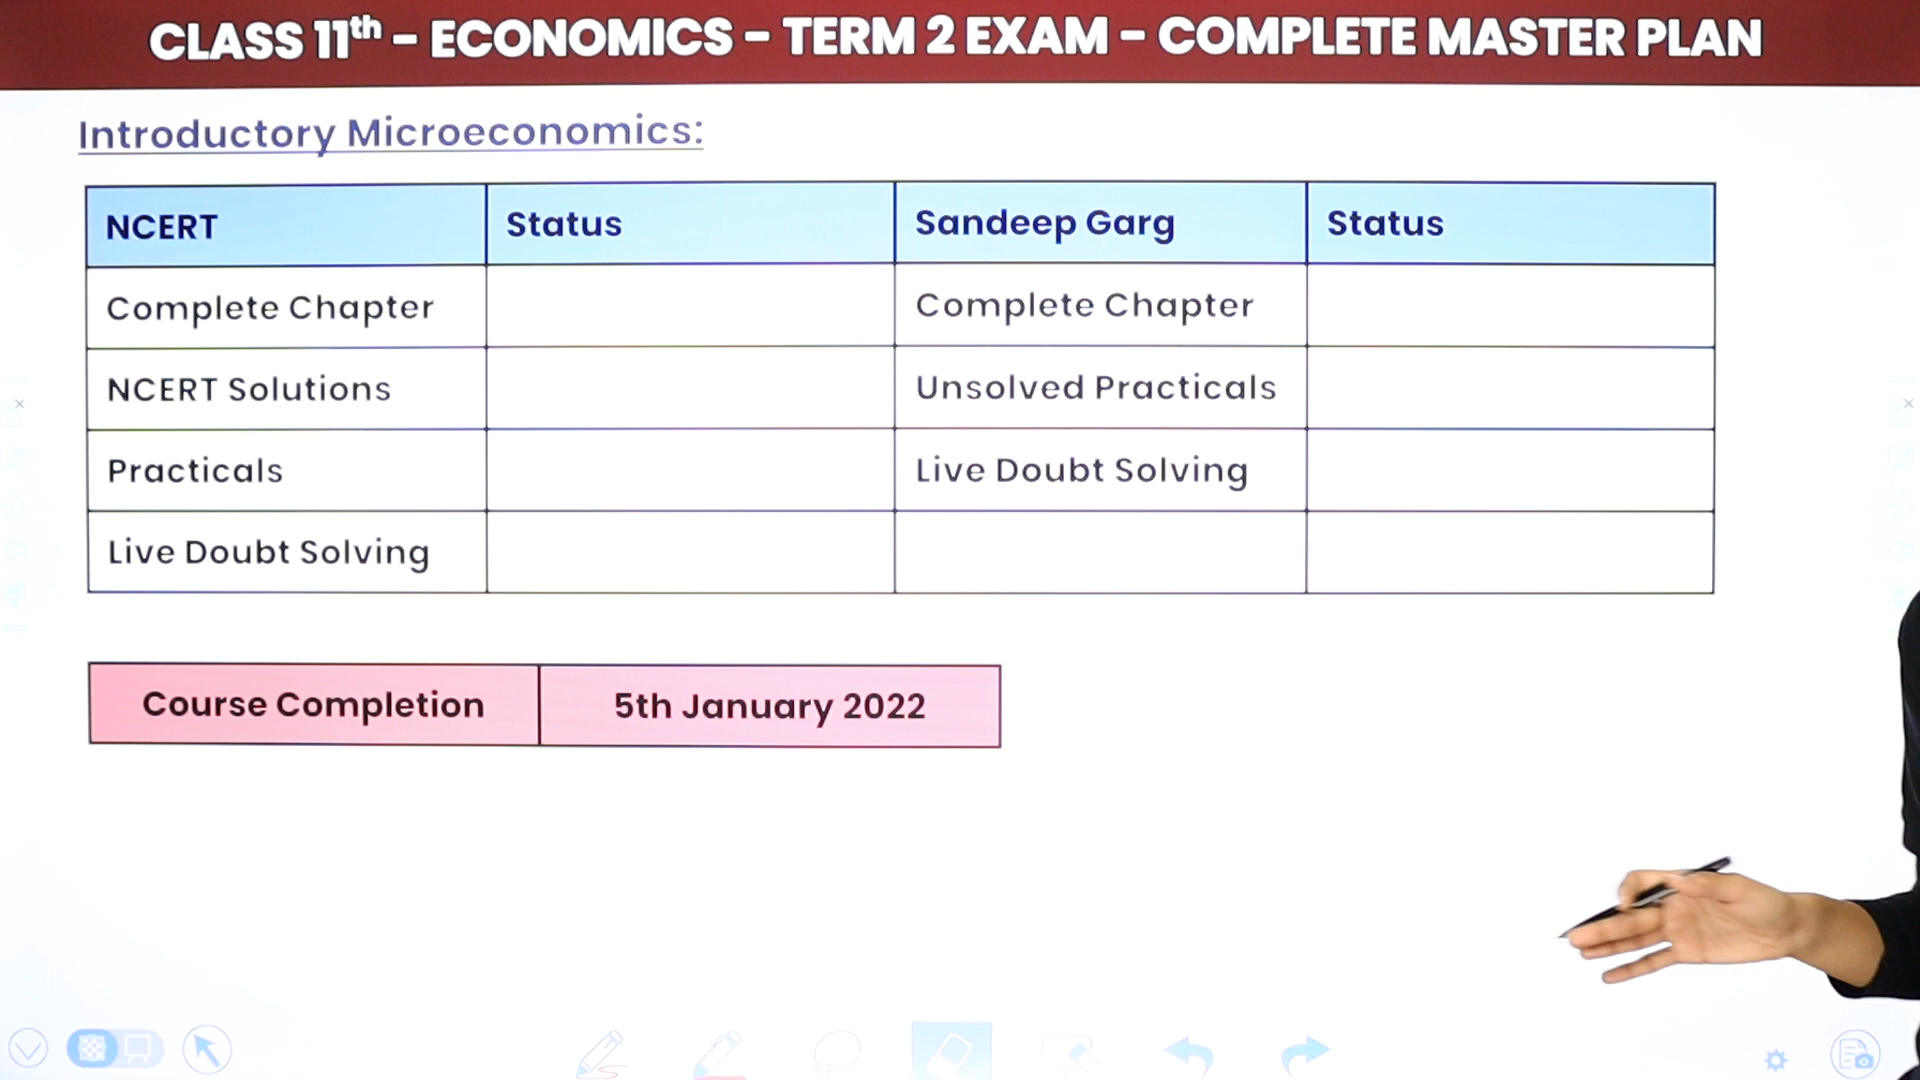 CLASS 11th - ECONOMICS - TERM 2 EXAM - COMPLETE MASTER PLAN
Introductory Microeconomics:
NCERT Status Sandeep Garg Status
Complete Chapter Complete Chapter
NCERT Solutions Unsolved Practicals
Practicals Live Doubt Solving
Live Doubt Solving
Course Completion 5th January 2022